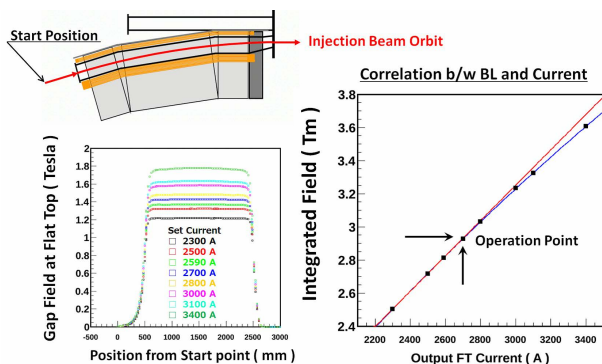 Start Position
Injection Beam Orbit
Correlation b/w BL and Current
Gap Field at Flat Top ( Tesla )
2
1.8
1.6
1.4
1.2
1
0.8
0.6
0.4
0.2
0
Set Current
2300 A
2500 A
2590 A
2700 A
2800 A
3000 A
3100 A
3400 A
-500 0 500 1000 1500 2000 2500 3000
Position from Start point ( mm )
Integrated Field ( Tm )
3.8
3.6
3.4
3.2
3
2.8
2.6
2.4
Operation Point
2200 2400 2600 2800 3000 3200 3400
Output FT Current ( A )